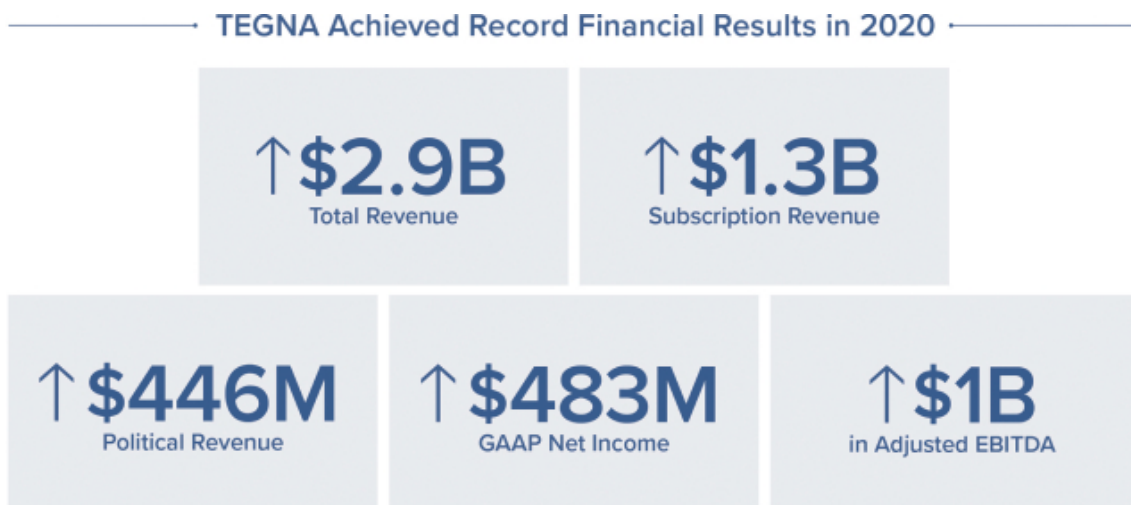 TEGNA Achieved Record Financial Results in 2020
↑$2.9B
Total Revenue
↑$1.3B
Subscription Revenue
↑$446M
Political Revenue
↑$483M
GAAP Net Income
↑$1B
in Adjusted EBITDA